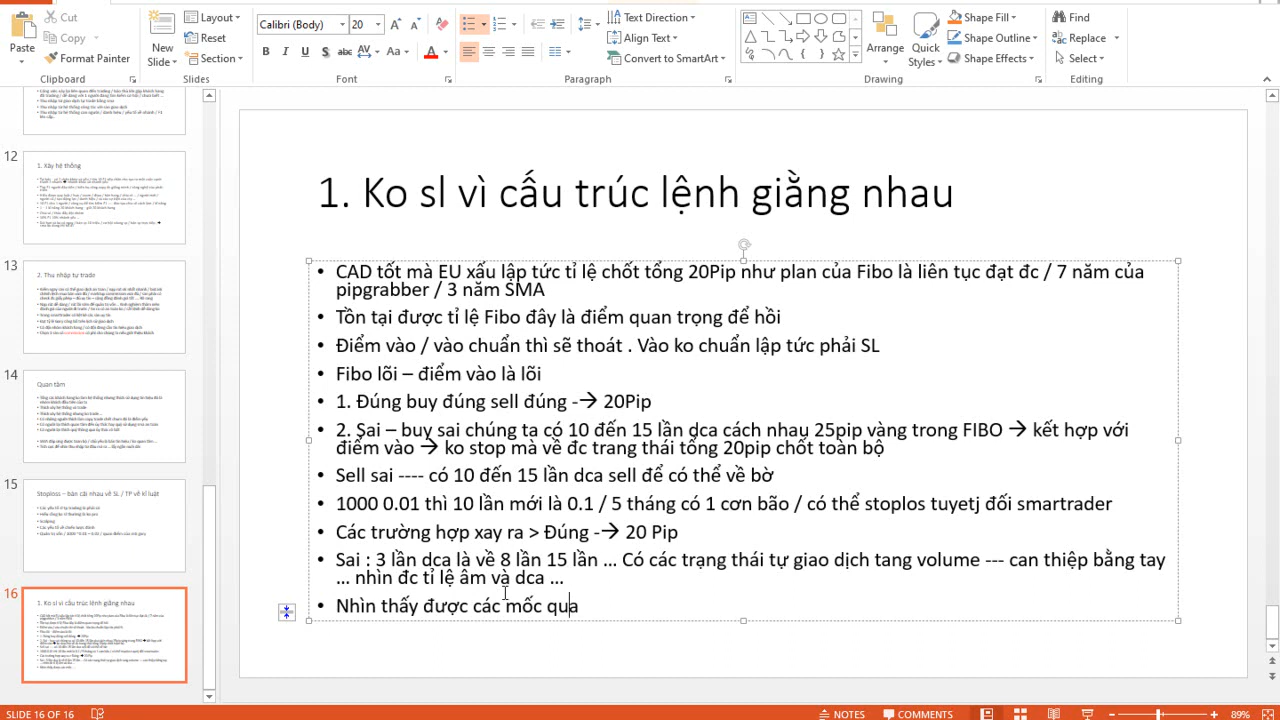 Cut
Copy
Format Painter
Paste
Clipboard
New
Slide
Layout
Reset
Section
Slides
Calibri (Body)
20
B I U S abc AV Aa A
Font
Text Direction
Align Text
Convert to SmartArt
Paragraph
Arrange
Quick
Styles
Shape Fill
Shape Outline
Shape Effects
Drawing
Find
Replace
Select
Editing
12
1. Xây hệ thống
13
2. Thu nhập tự trade
14
Quan tâm
15
Stoploss – bàn cãi nhau về SL / TP về kỉ luật
16
1. Ko sl vì cấu trúc lệnh giằng nhau
1. Ko sl vì cấu trúc lệnh giằng nhau
• CAD tốt mà EU xấu lập tức tỉ lệ chốt tổng 20Pip như plan của Fibo là liên tục đạt đc / 7 năm của
pipgrabber / 3 năm SMA
• Tồn tại được tỉ lệ hồi đây là điểm quan trọng để hồi
• Điểm vào / vào chuẩn thì sẽ thoát . Vào ko chuẩn lập tức phải SL
• Fibo lõi – điểm vào là lõi
• 1. Đúng buy đúng sell đúng -→ 20Pip
• 2. Sai – buy sai chúng ta có 10 đến 15 lần dca cách nhau 25pip vàng trong FIBO → kết hợp với
điểm vào → ko stop mà về đc trang thái tổng 20pip chốt toàn bộ
• Sell sai ---- có 10 đến 15 lần dca sell để có thể về bờ
• 1000 0.01 thì 10 lần mới là 0.1 / 5 tháng có 1 cơn bão / có thể stoplos tuyetj đối smartrader
• Các trường hợp xay ra > Đúng -→ 20 Pip
• Sai : 3 lần dca là về 8 lần 15 lần … Có các trạng thái tự giao dịch tang volume --- can thiệp bằng tay
… nhìn đc tỉ lệ âm và dca …
• Nhìn thấy được các mốc qua
SLIDE 16 OF 16
NOTES
COMMENTS
89%